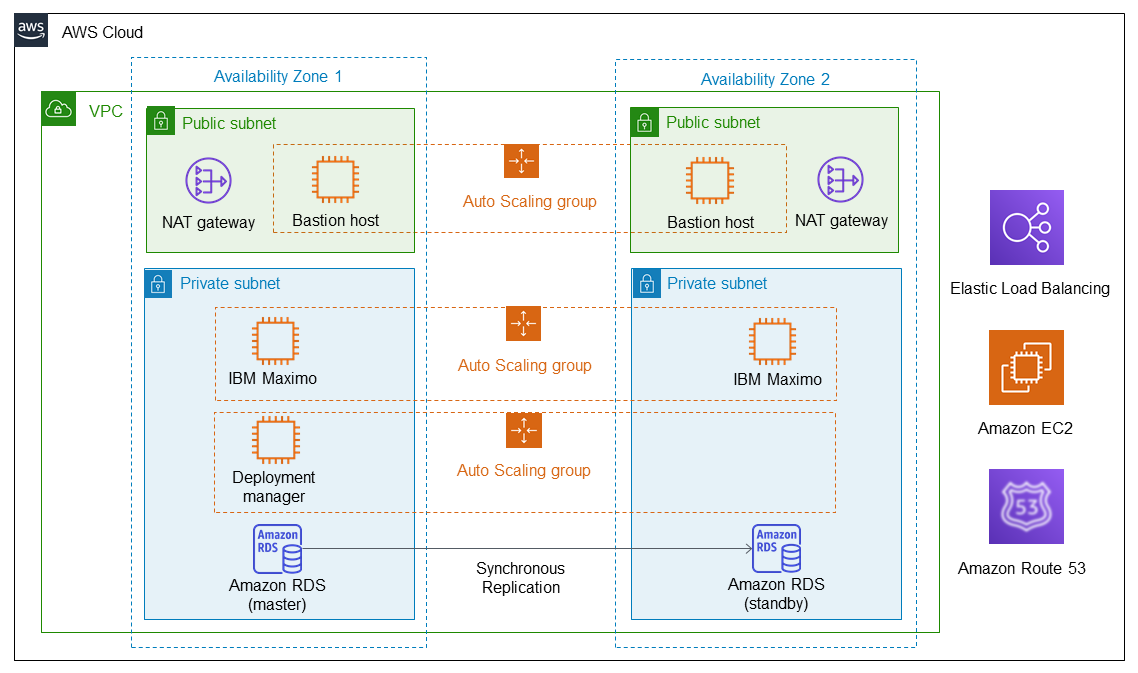 aws
AWS Cloud
Availability Zone 1
Availability Zone 2
VPC
Public subnet
Public subnet
NAT gateway
Bastion host
Auto Scaling group
Bastion host
NAT gateway
Elastic Load Balancing
Private subnet
Private subnet
IBM Maximo
Auto Scaling group
IBM Maximo
Amazon EC2
Deployment
manager
Auto Scaling group
53
Amazon Route 53
Amazon
RDS
Amazon RDS
(master)
Synchronous
Replication
Amazon
RDS
Amazon RDS
(standby)